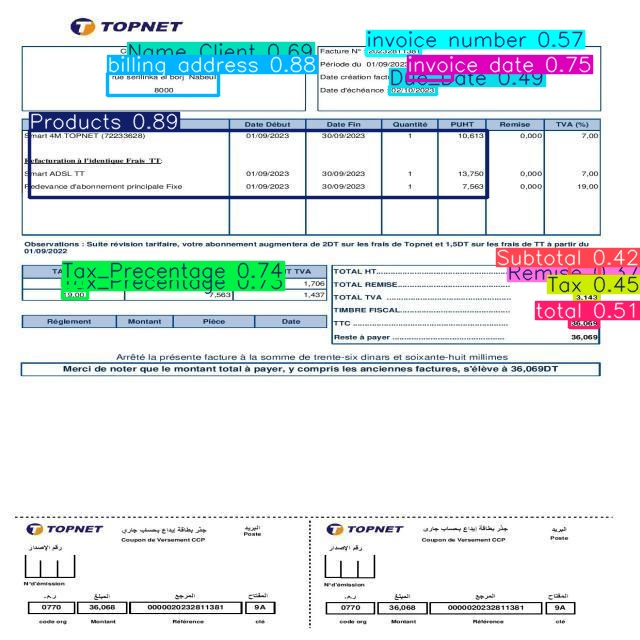 TOPNET
Name_Client 0.69
invoice number 0.57
Facture N°
billing address 0.88
Période du 01/09/202
invoice date 0.75
rue serilinka el borj Nabeul
Date création fact
Due_Date 0.49
8000
Date d'échéance 02/10/2023
Products 0.89
Date Début Date Fin Quantité PUHT Remise TVA (%)
Smart 4M TOPNET (72233628) 01/09/2023 30/09/2023 1 10,613 0,000 7,00
Refacturation à l'identique Frais TT:
Smart ADSL TT 01/09/2023 30/09/2023 1 13,750 0,000 7,00
Redevance d'abonnement principale Fixe 01/09/2023 30/09/2023 1 7,563 0,000 19,00
Observations : Suite révision tarifaire, votre abonnement augmentera de 2DT sur les frais de Topnet et 1,5DT sur les frais de TT à partir du
01/09/2022
Subtotal 0.42
Tax_Precentage 0.74
TVA
TOTAL HT
Remise 0.37
Tax_Precentage 0.73
1,706
TOTAL REMISE
Tax 0.45
19,00 7,563 1,437
TOTAL TVA 3,143
TIMBRE FISCAL
total 0.51
Règlement Montant Pièce Date
TTC 36,069
Reste à payer 36,069
Arrêté la présente facture à la somme de trente-six dinars et soixante-huit millimes
Merci de noter que le montant total à payer, y compris les anciennes factures, s'élève à 36,069DT
TOPNET جذر بطاقة إيداع بحساب جاري البريد
Coupon de Versement CCP Poste
رقم الإصدار
N°d'émission
ر.م. المبلغ المرجع المفتاح
0770 36,068 0000020232811381 9A
code org Montant Référence clé
TOPNET جذر بطاقة إيداع بحساب جاري البريد
Coupon de Versement CCP Poste
رقم الإصدار
N°d'émission
ر.م. المبلغ المرجع المفتاح
0770 36,068 0000020232811381 9A
code org Montant Référence clé